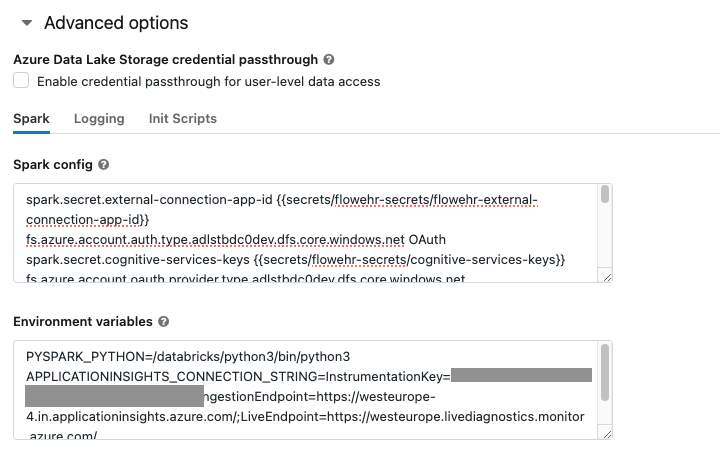 Advanced options
Azure Data Lake Storage credential passthrough
Enable credential passthrough for user-level data access
Spark Logging Init Scripts
Spark config
spark.secret.external-connection-app-id {{secrets/flowehr-secrets/flowehr-external-
connection-app-id}}
fs.azure.account.auth.type.adlstbdc0dev.dfs.core.windows.net OAuth
spark.secret.cognitive-services-keys {{secrets/flowehr-secrets/cognitive-services-keys}}
fs.azure.account.oauth.provider.type.adlstbdc0dev.dfs.core.windows.net
Environment variables
PYSPARK_PYTHON=/databricks/python3/bin/python3
APPLICATIONINSIGHTS_CONNECTION_STRING=InstrumentationKey=
ngestionEndpoint=https://westeurope-
4.in.applicationinsights.azure.com/;LiveEndpoint=https://westeurope.livediagnostics.monitor
.azure.com/